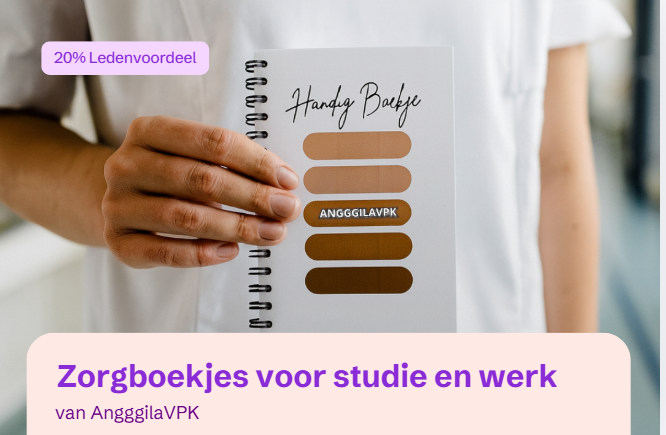 20% Ledenvoordeel
Handig Boekje
ANGGGILAVPK
Zorgboekjes voor studie en werk
van AngggilaVPK